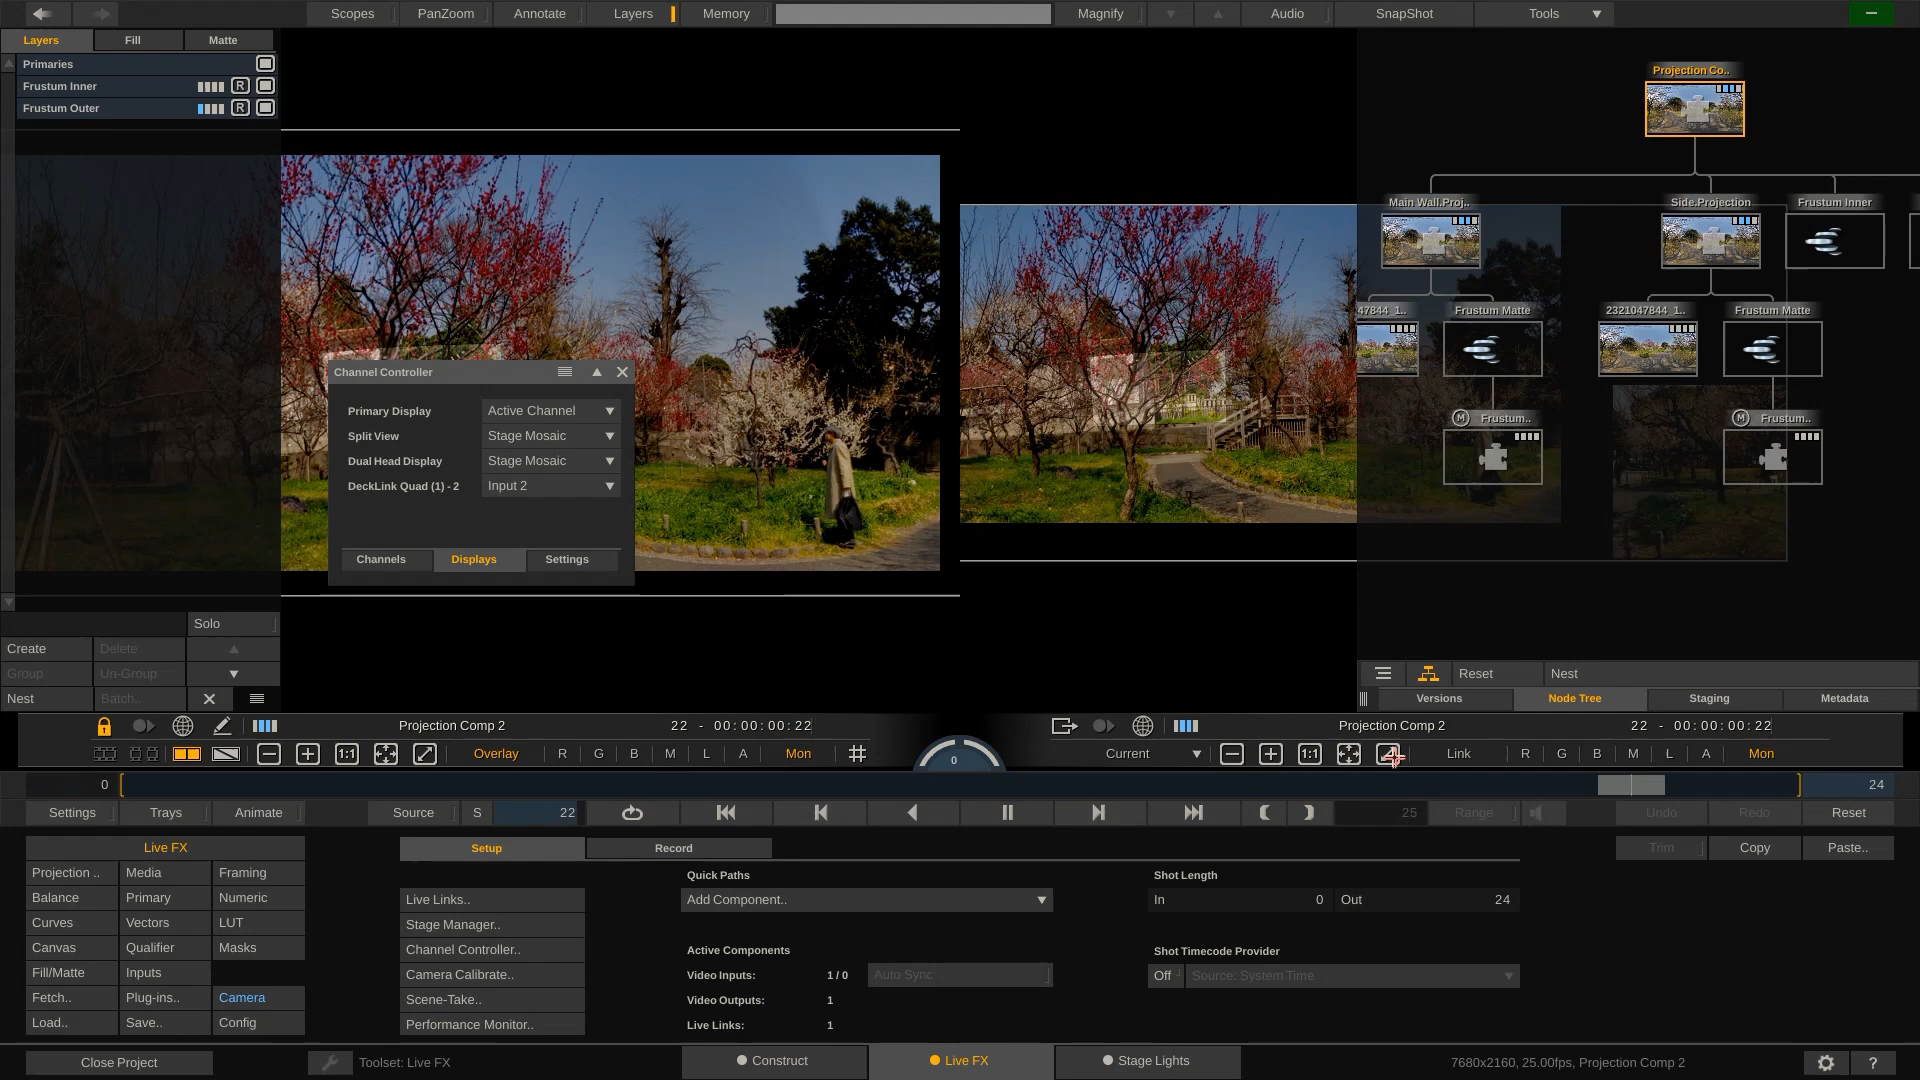 Scopes PanZoom Annotate Layers Memory Magnify Audio SnapShot Tools
Layers Fill Matte
Primaries
Frustum Inner R
Frustum Outer R
Projection Co..
Main Wall.Proj.. Side.Projection Frustum Inner
47844_1.. Frustum Matte 2321047844_1.. Frustum Matte
M Frustum.. M Frustum..
Channel Controller
Primary Display Active Channel
Split View Stage Mosaic
Dual Head Display Stage Mosaic
DeckLink Quad (1) - 2 Input 2
Channels Displays Settings
Solo
Create Delete
Group Un-Group
Nest Batch..
Reset Nest
Versions Node Tree Staging Metadata
Projection Comp 2 22 - 00:00:00:22 Projection Comp 2 22 - 00:00:00:22
1:1 Overlay R G B M L A Mon Current 1:1 Link R G B M L A Mon
0
0 24
Settings Trays Animate Source S 22 25 Range Undo Redo Reset
Live FX Setup Record Trim Copy Paste..
Projection .. Media Framing
Balance Primary Numeric
Curves Vectors LUT
Canvas Qualifier Masks
Fill/Matte Inputs
Fetch.. Plug-ins.. Camera
Load.. Save.. Config
Live Links..
Stage Manager..
Channel Controller..
Camera Calibrate..
Scene-Take..
Performance Monitor..
Quick Paths
Add Component..
Active Components
Video Inputs: 1 / 0 Auto Sync
Video Outputs: 1
Live Links: 1
Shot Length
In 0 Out 24
Shot Timecode Provider
Off Source: System Time
Close Project Toolset: Live FX Construct Live FX Stage Lights 7680x2160, 25.00fps, Projection Comp 2 ?